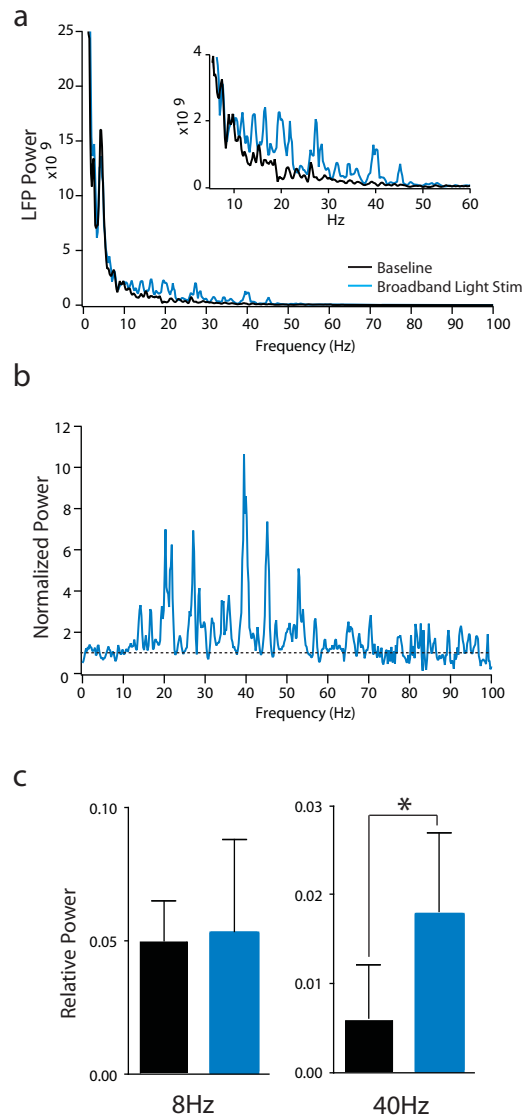 a
LFP Power
x10 9
25
20
15
10
5
0
4
2
0
x10 9
10 20 30 40 50 60
Hz
Baseline
Broadband Light Stim
0 10 20 30 40 50 60 70 80 90 100
Frequency (Hz)
b
Normalized Power
12
10
8
6
4
2
0
0 10 20 30 40 50 60 70 80 90 100
Frequency (Hz)
c
Relative Power
0.10
0.05
0.00
8Hz
0.03
0.02
0.01
0.00
*
40Hz